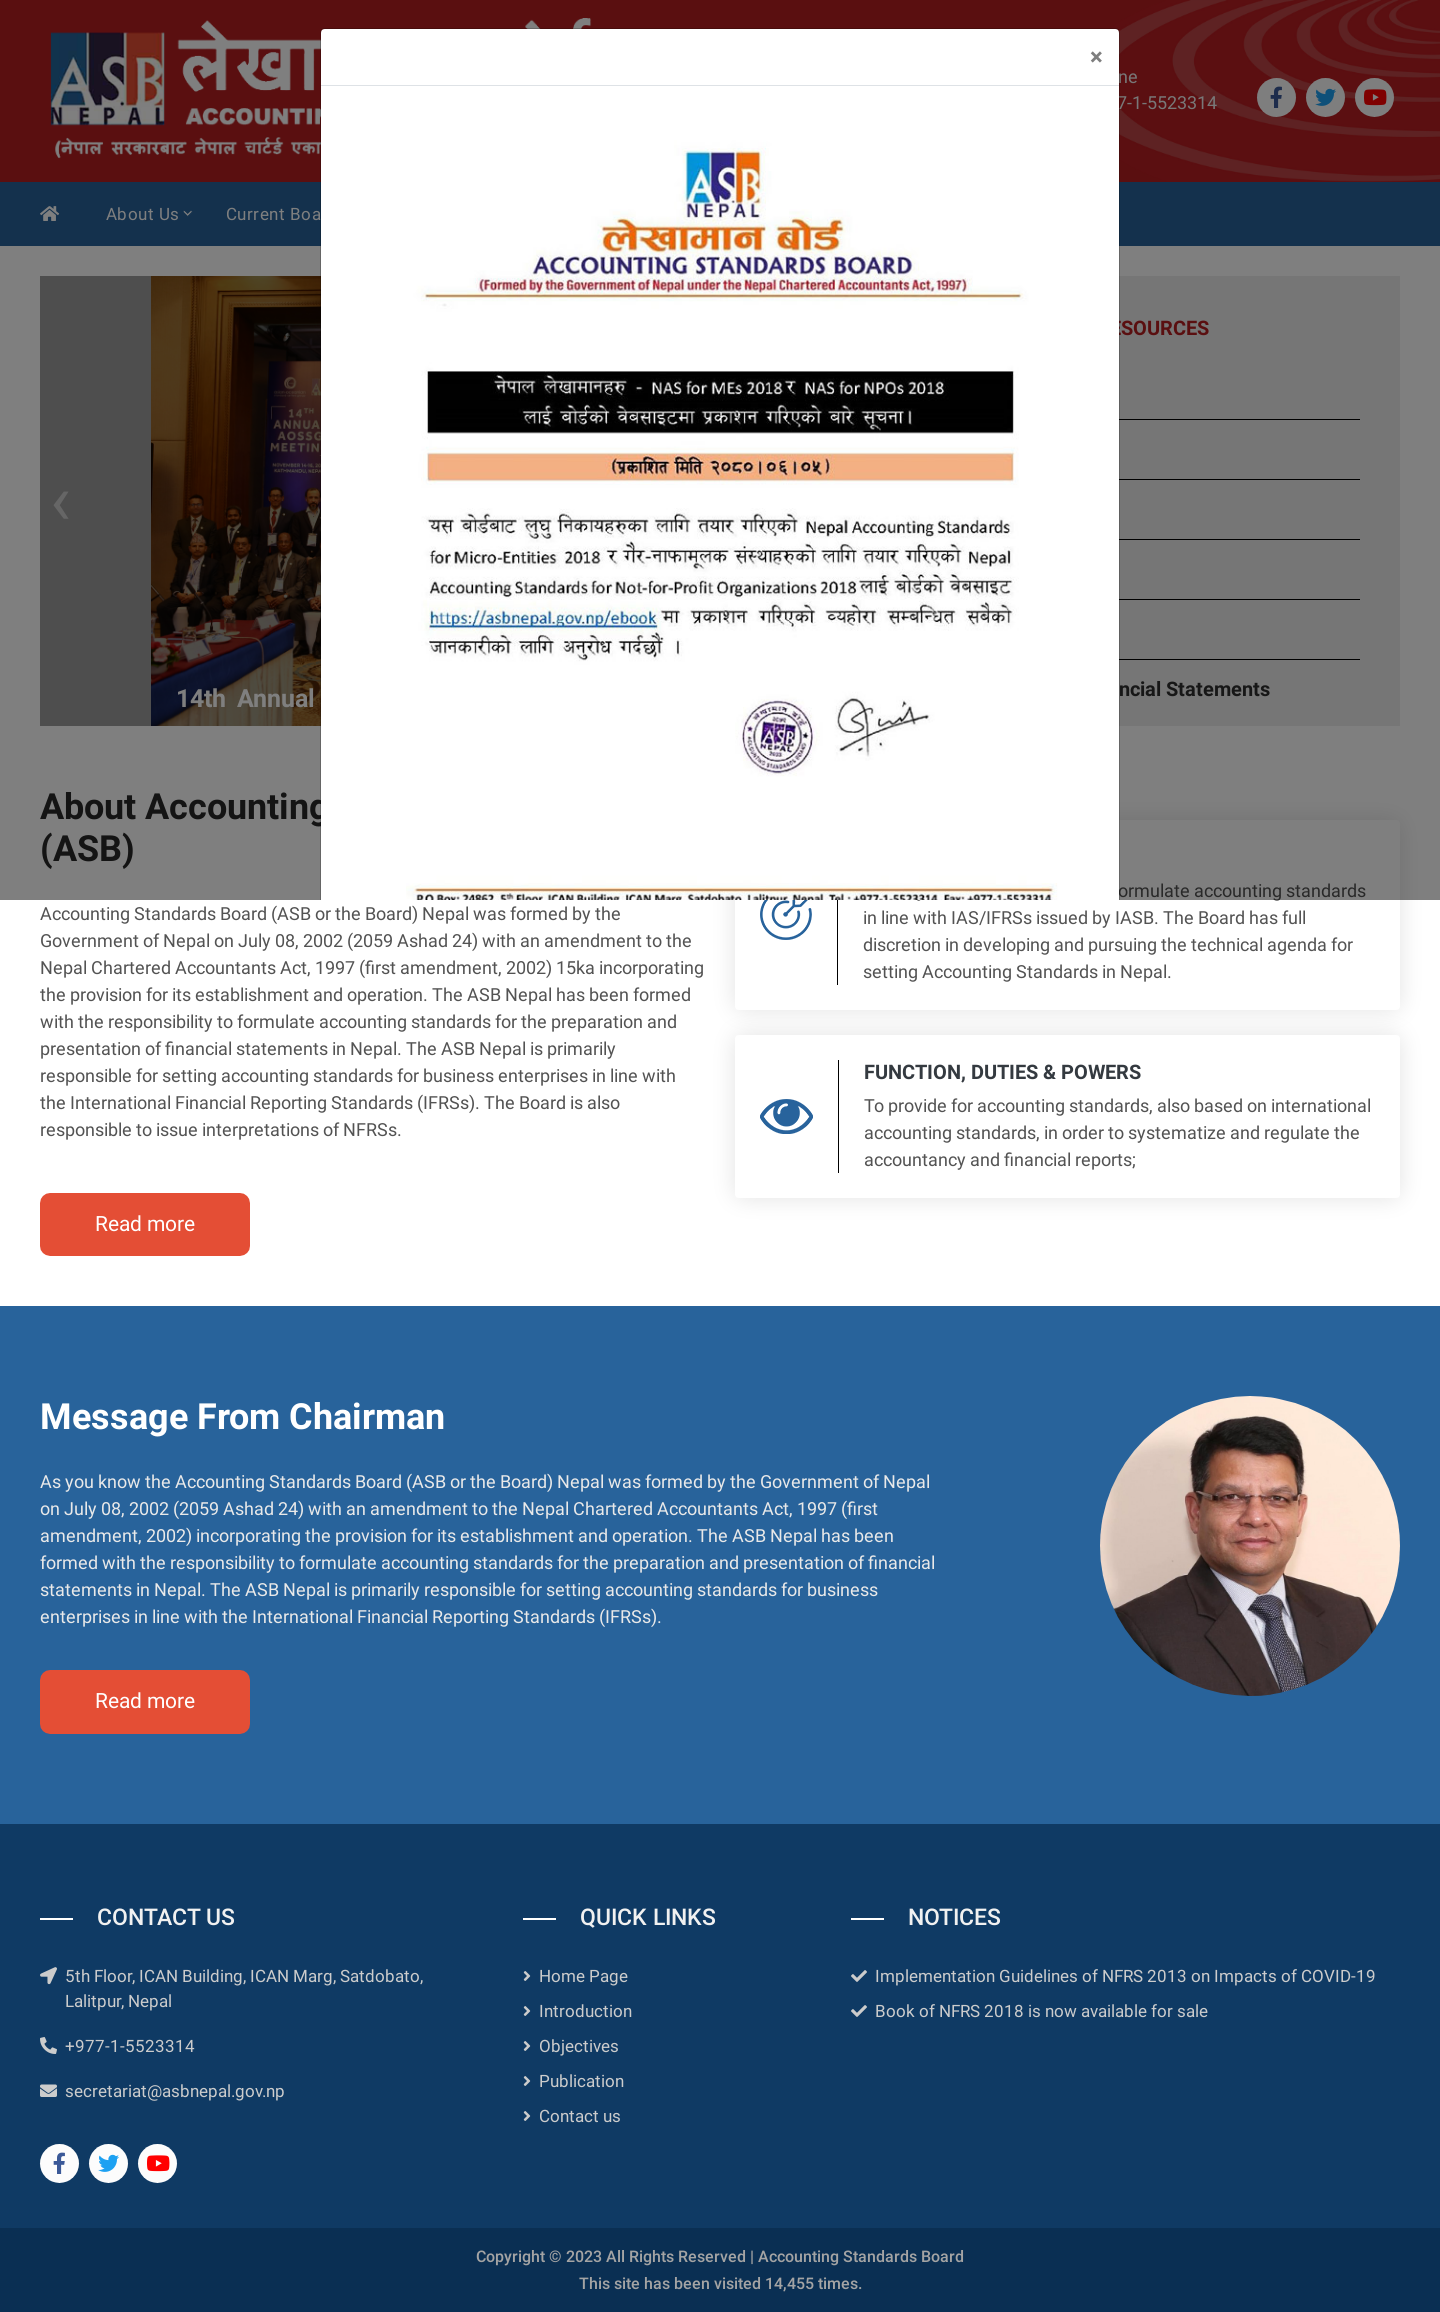 ASB
NEPAL
लेखा
ACCOUNTIN
(नेपाल सरकारबाट नेपाल चार्टर्ड एका
7-1-5523314
×
About Us
Current Boa
ASB
NEPAL
लेखामान बोर्ड
ACCOUNTING STANDARDS BOARD
(Formed by the Government of Nepal under the Nepal Chartered Accountants Act, 1997)
नेपाल लेखामानहरु - NAS for MEs 2018 र NAS for NPOs 2018
लाई बोर्डको वेबसाइटमा प्रकाशन गरिएको बारे सूचना।
(प्रकाशित मिति २०८०।०६।०५)
यस बोर्डबाट लुघु निकायहरुका लागि तयार गरिएको Nepal Accounting Standards
for Micro-Entities 2018 र गैर-नाफामूलक संस्थाहरुको लागि तयार गरिएको Nepal
Accounting Standards for Not-for-Profit Organizations 2018 लाई बोर्डको वेबसाइट
https://asbnepal.gov.np/ebook मा प्रकाशन गरिएको व्यहोरा सम्बन्धित सबैको
जानकारीको लागि अनुरोध गर्दछौं ।
ASB
NEPAL
P.O.Box: 24862, 5th Floor, ICAN Building, ICAN Marg, Satdobato, Lalitpur, Nepal, Tel.: +977-1-5523314, Fax: +977-1-5523314
14TH
ANNUAL
AOSSG
MEETING
14th Annual
ESOURCES
ncial Statements
About Accounting
(ASB)
Accounting Standards Board (ASB or the Board) Nepal was formed by the
Government of Nepal on July 08, 2002 (2059 Ashad 24) with an amendment to the
Nepal Chartered Accountants Act, 1997 (first amendment, 2002) 15ka incorporating
the provision for its establishment and operation. The ASB Nepal has been formed
with the responsibility to formulate accounting standards for the preparation and
presentation of financial statements in Nepal. The ASB Nepal is primarily
responsible for setting accounting standards for business enterprises in line with
the International Financial Reporting Standards (IFRSs). The Board is also
responsible to issue interpretations of NFRSs.
Read more
ormulate accounting standards
in line with IAS/IFRSs issued by IASB. The Board has full
discretion in developing and pursuing the technical agenda for
setting Accounting Standards in Nepal.
FUNCTION, DUTIES & POWERS
To provide for accounting standards, also based on international
accounting standards, in order to systematize and regulate the
accountancy and financial reports;
Message From Chairman
As you know the Accounting Standards Board (ASB or the Board) Nepal was formed by the Government of Nepal
on July 08, 2002 (2059 Ashad 24) with an amendment to the Nepal Chartered Accountants Act, 1997 (first
amendment, 2002) incorporating the provision for its establishment and operation. The ASB Nepal has been
formed with the responsibility to formulate accounting standards for the preparation and presentation of financial
statements in Nepal. The ASB Nepal is primarily responsible for setting accounting standards for business
enterprises in line with the International Financial Reporting Standards (IFRSs).
Read more
CONTACT US
5th Floor, ICAN Building, ICAN Marg, Satdobato,
Lalitpur, Nepal
+977-1-5523314
secretariat@asbnepal.gov.np
QUICK LINKS
Home Page
Introduction
Objectives
Publication
Contact us
NOTICES
Implementation Guidelines of NFRS 2013 on Impacts of COVID-19
Book of NFRS 2018 is now available for sale
Copyright © 2023 All Rights Reserved | Accounting Standards Board
This site has been visited 14,455 times.